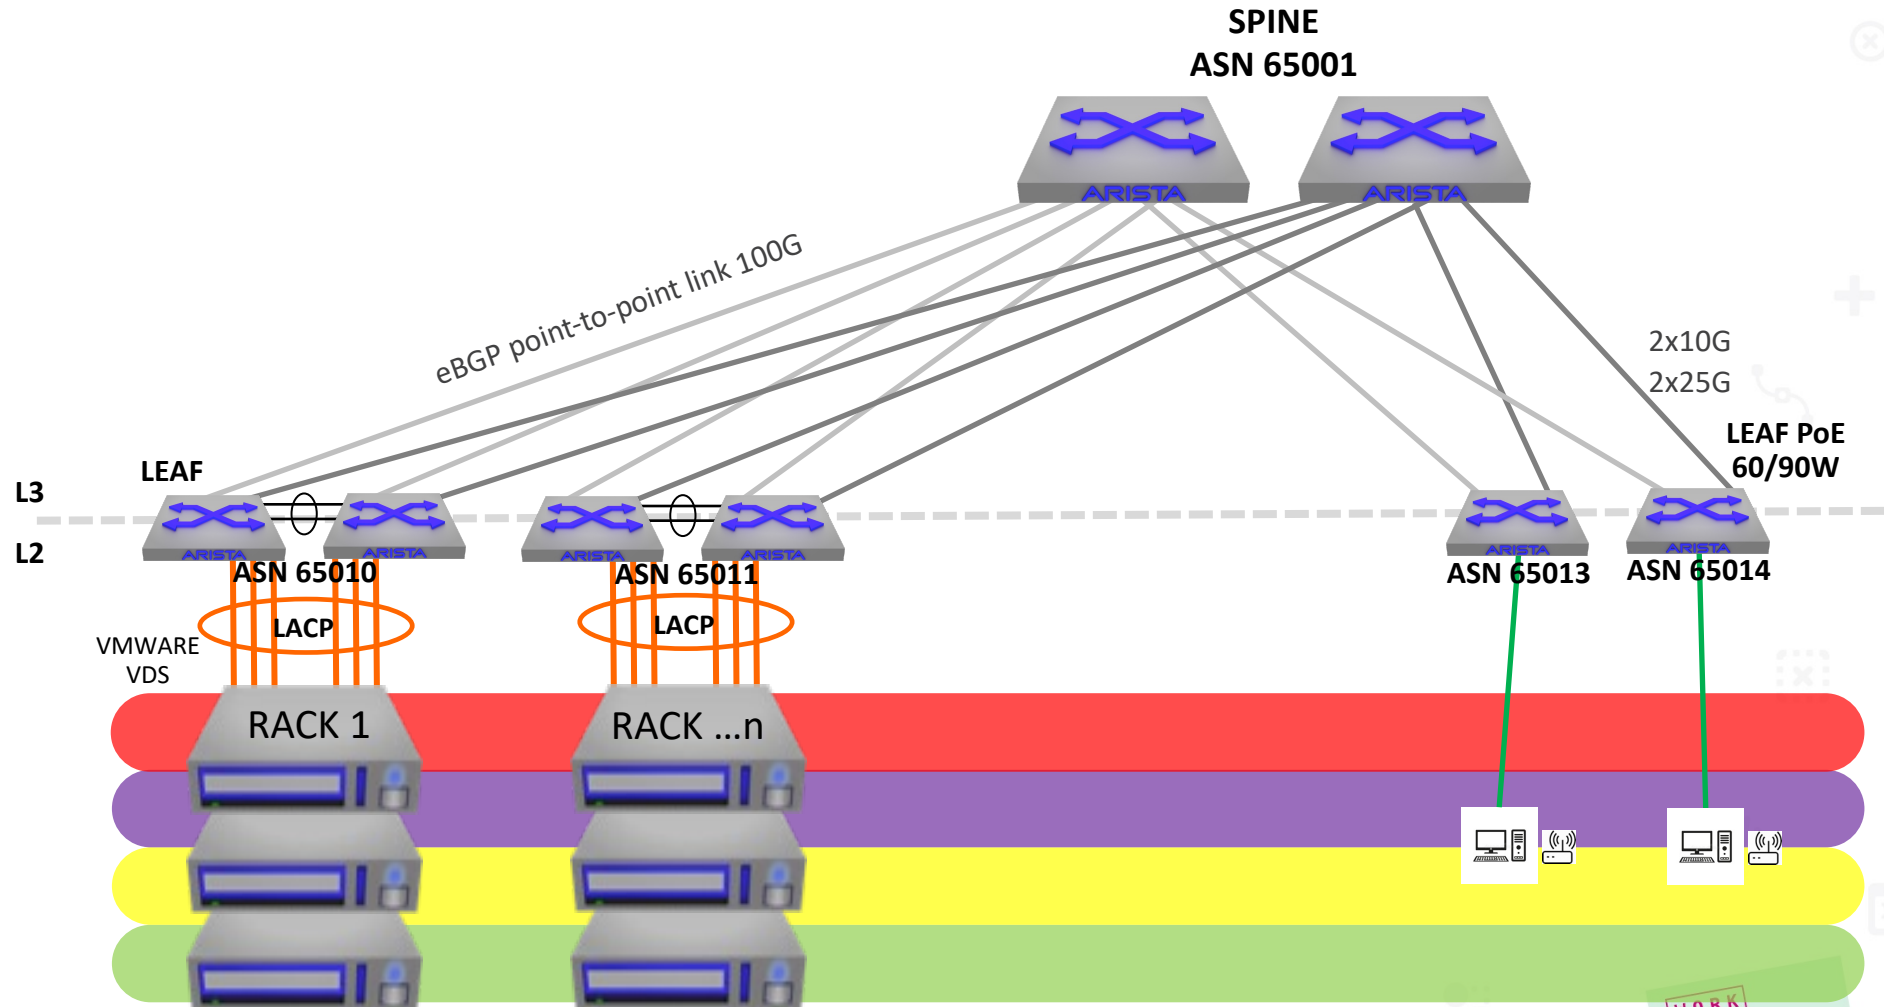 SPINE
ASN 65001
ARISTA
ARISTA
eBGP point-to-point link 100G
2x10G
2x25G
LEAF PoE
60/90W
LEAF
L3
L2
ARISTA
ARISTA
ARISTA
ARISTA
ARISTA
ARISTA
ASN 65010
ASN 65011
ASN 65013
ASN 65014
LACP
LACP
VMWARE
VDS
RACK 1
RACK ...n